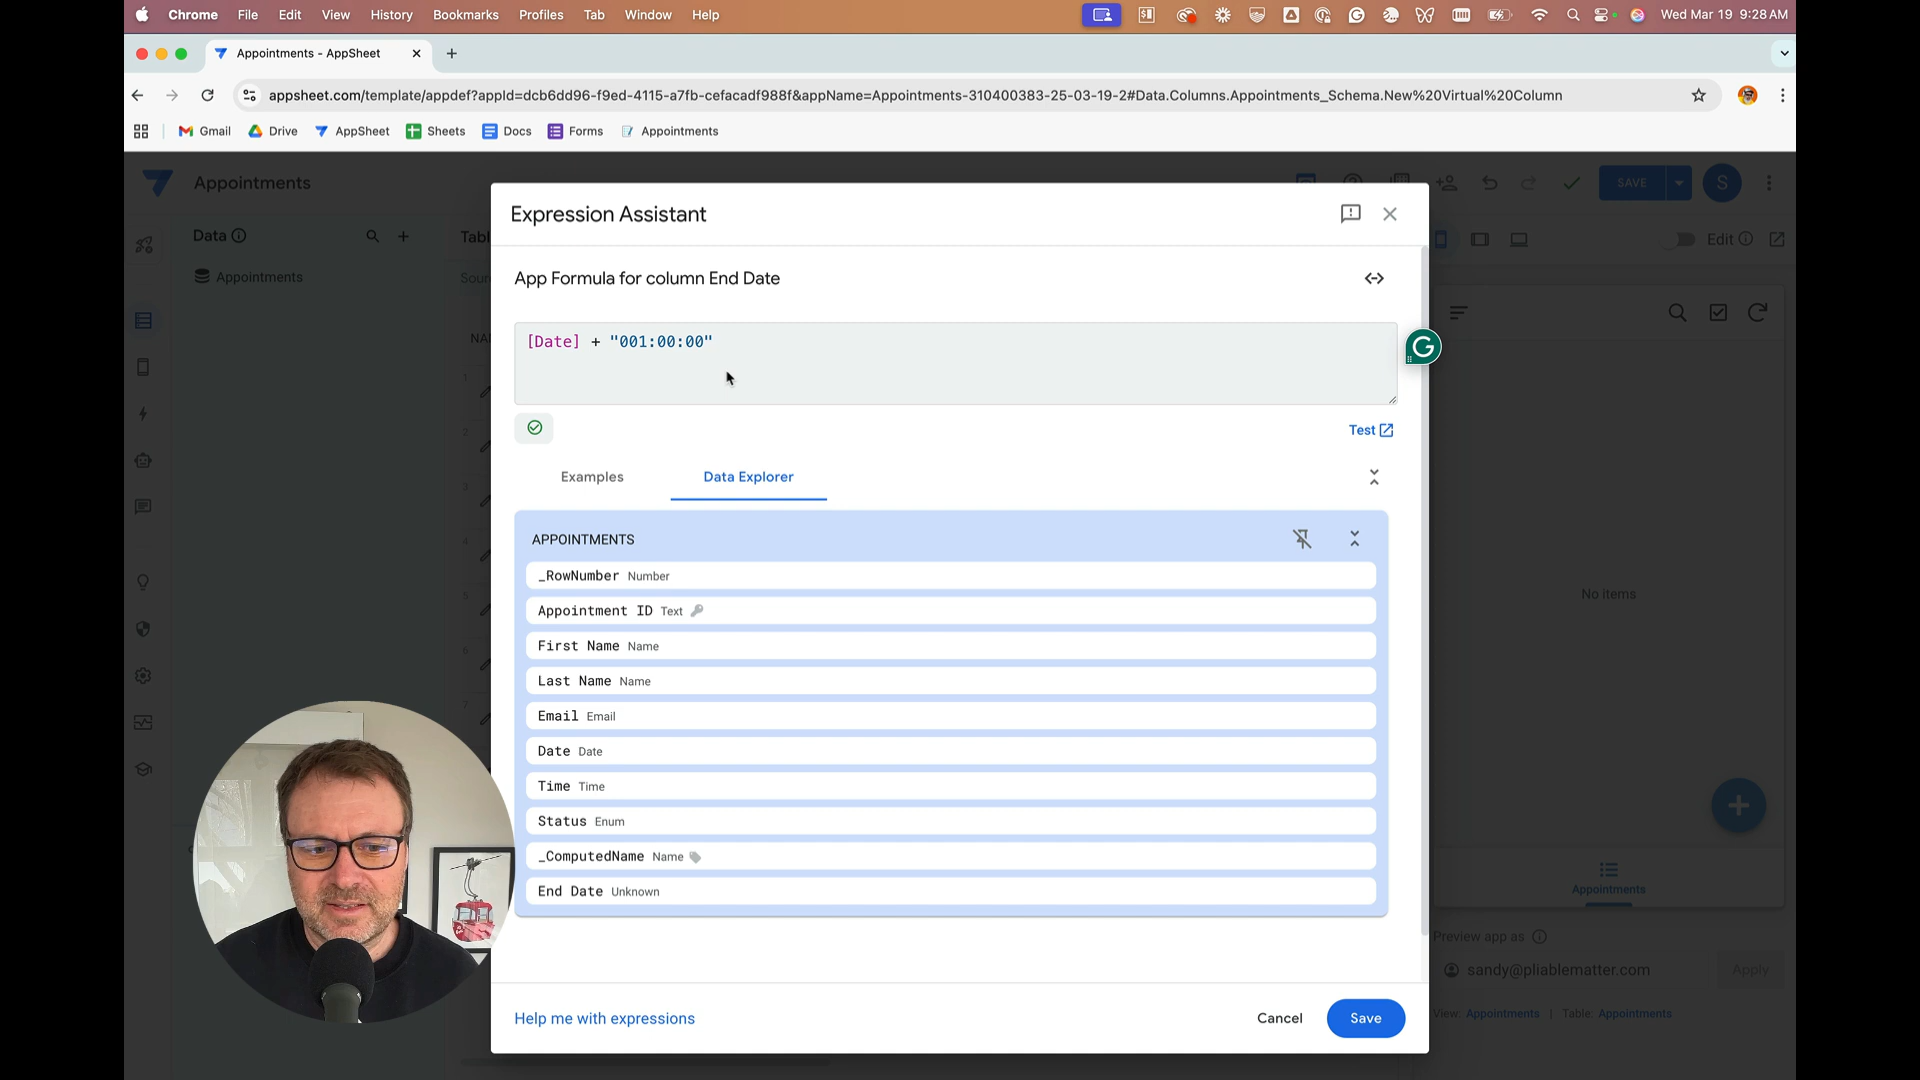 Chrome File Edit View History Bookmarks Profiles Tab Window Help
Wed Mar 19 9:28 AM
Appointments - AppSheet
appsheet.com/template/appdef?appId=dcb6dd96-f9ed-4115-a7fb-cefacadf988f&appName=Appointments-310400383-25-03-19-2#Data.Columns.Appointments_Schema.New%20Virtual%20Column
Gmail Drive AppSheet Sheets Docs Forms Appointments
Appointments
SAVE
S
Expression Assistant
Data
Edit
Appointments
App Formula for column End Date
[Date] + "001:00:00"
G
Test
Examples
Data Explorer
APPOINTMENTS
_RowNumber Number
Appointment ID Text
First Name Name
Last Name Name
Email Email
Date Date
Time Time
Status Enum
_ComputedName Name
End Date Unknown
No items
Appointments
Preview app as
sandy@pliablematter.com
Apply
View: Appointments | Table: Appointments
Help me with expressions
Cancel
Save